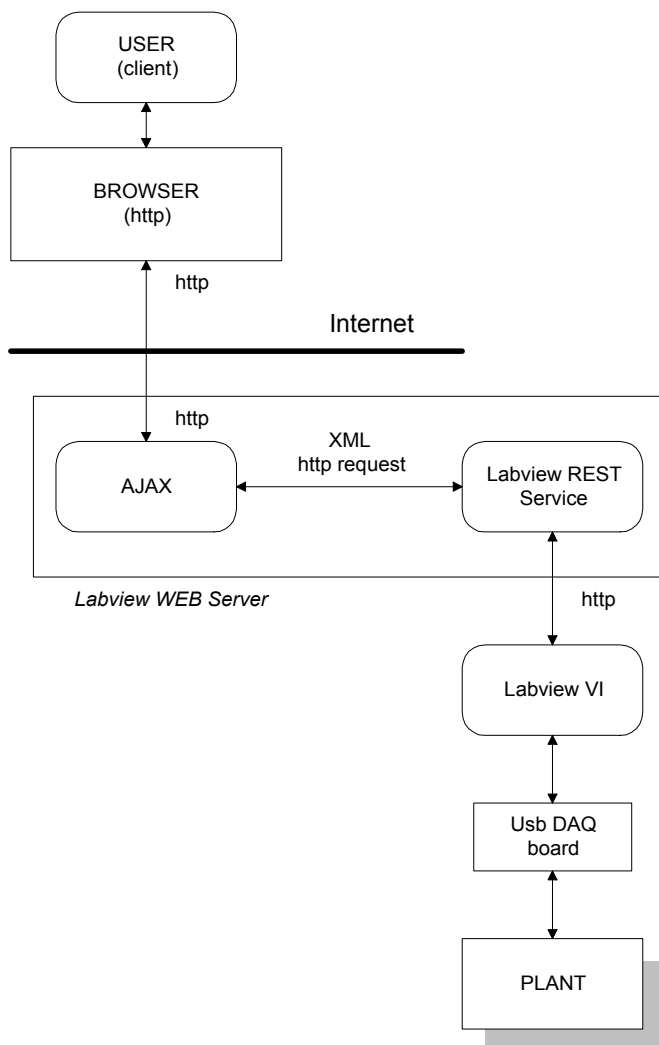 USER
(client)
BROWSER
(http)
http
Internet
http
XML
http request
AJAX
Labview REST
Service
Labview WEB Server
http
Labview VI
Usb DAQ
board
PLANT